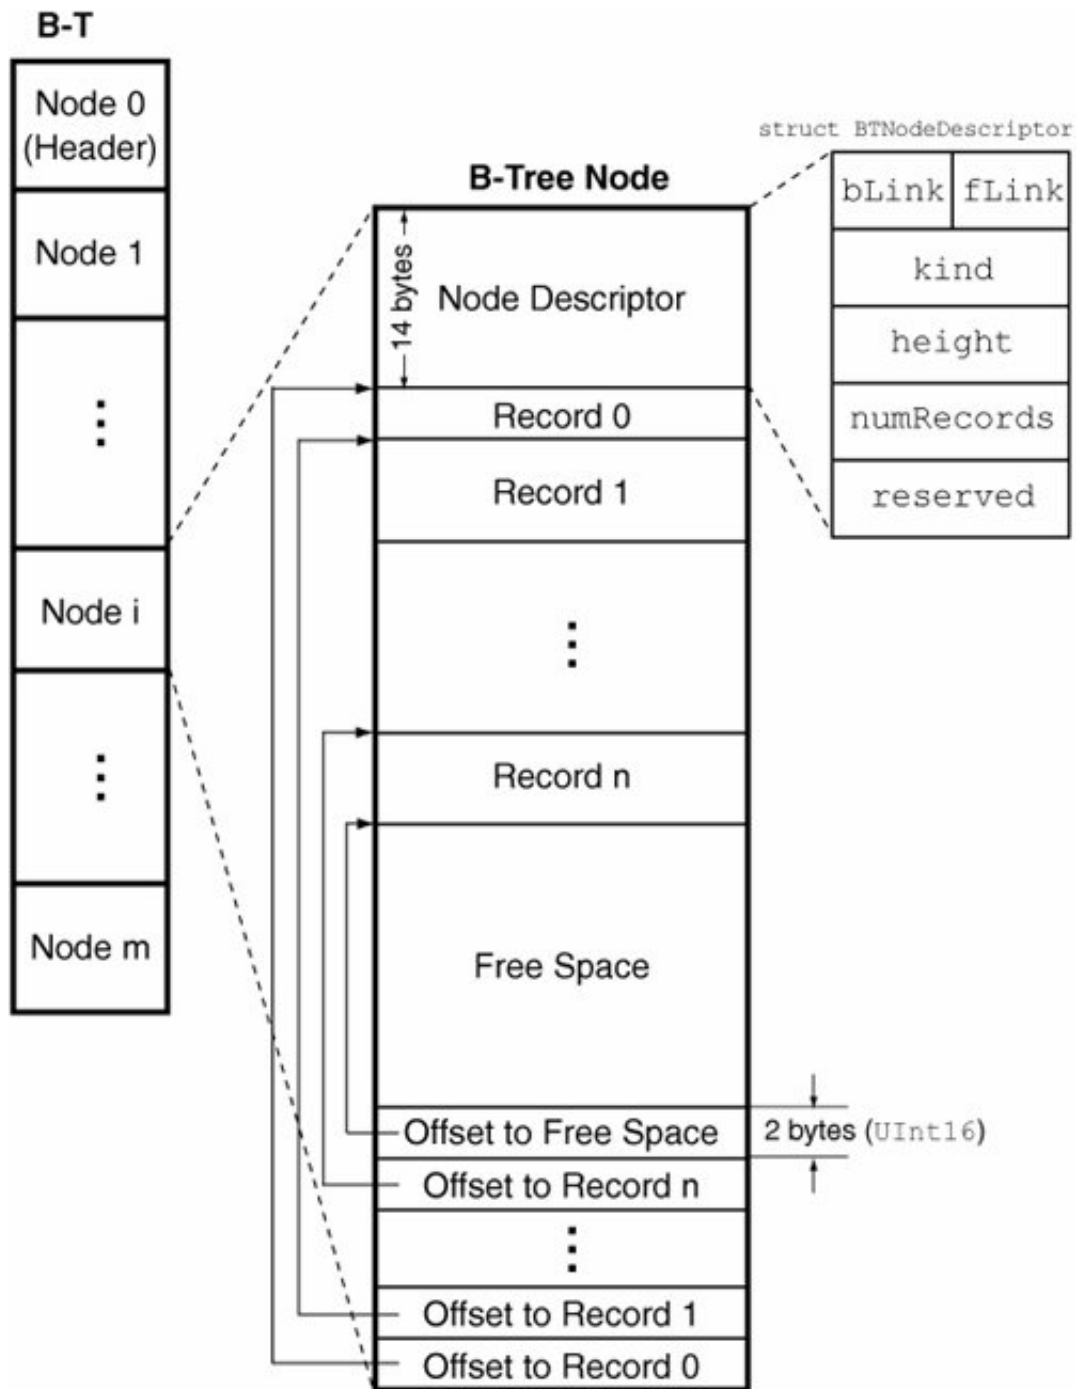 B-T
Node 0
(Header)
Node 1
⋮
Node i
⋮
Node m
B-Tree Node
14 bytes
Node Descriptor
Record 0
Record 1
⋮
Record n
Free Space
Offset to Free Space
Offset to Record n
⋮
Offset to Record 1
Offset to Record 0
2 bytes (UInt16)
struct BTNodeDescriptor
bLink fLink
kind
height
numRecords
reserved